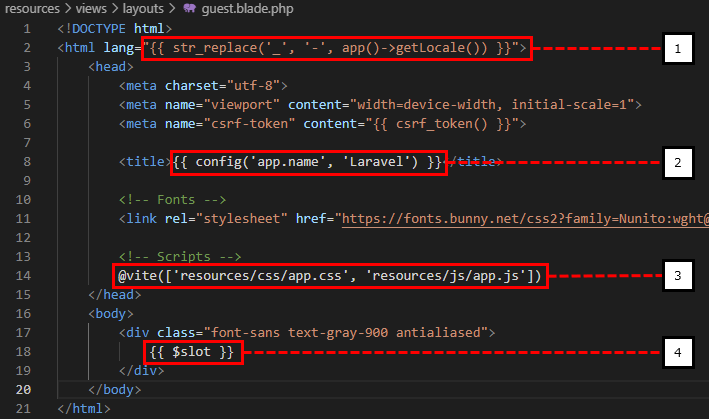 resources > views > layouts > guest.blade.php
1 <!DOCTYPE html>
2 <html lang="{{ str_replace('_', '-', app()->getLocale()) }}"> 1
3 <head>
4 <meta charset="utf-8">
5 <meta name="viewport" content="width=device-width, initial-scale=1">
6 <meta name="csrf-token" content="{{ csrf_token() }}">
7
8 <title>{{ config('app.name', 'Laravel') }}</title> 2
9
10 <!-- Fonts -->
11 <link rel="stylesheet" href="https://fonts.bunny.net/css2?family=Nunito:wght@
12
13 <!-- Scripts -->
14 @vite(['resources/css/app.css', 'resources/js/app.js']) 3
15 </head>
16 <body>
17 <div class="font-sans text-gray-900 antialiased">
18 {{ $slot }} 4
19 </div>
20 </body>
21 </html>